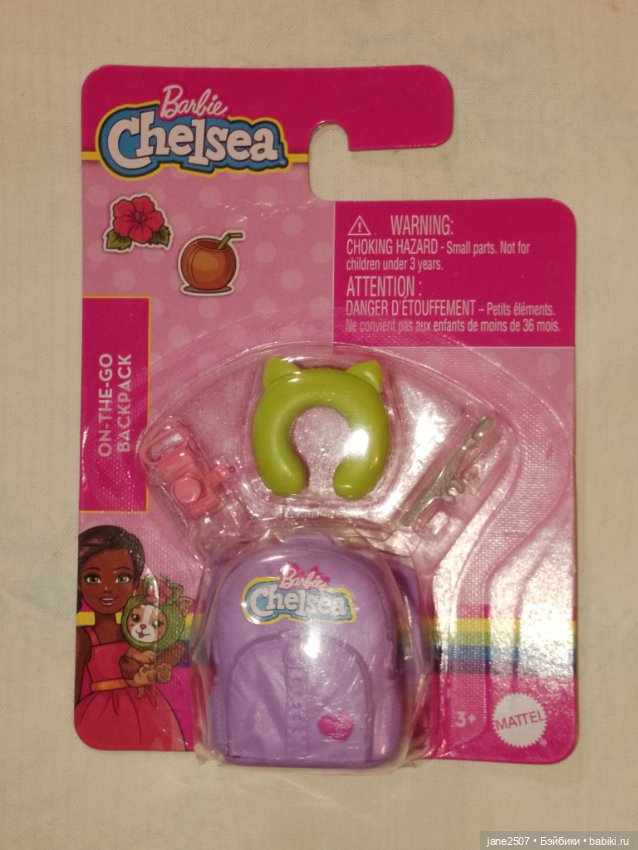 Barbie
Chelsea
WARNING:
CHOKING HAZARD - Small parts. Not for
children under 3 years.
ATTENTION :
DANGER D'ÉTOUFFEMENT – Petits éléments.
Ne convient pas aux enfants de moins de 36 mois.
ON-THE-GO
BACKPACK
Barbie
Chelsea
3+
MATTEL
jane2507 • Бэйбики • babiki.ru